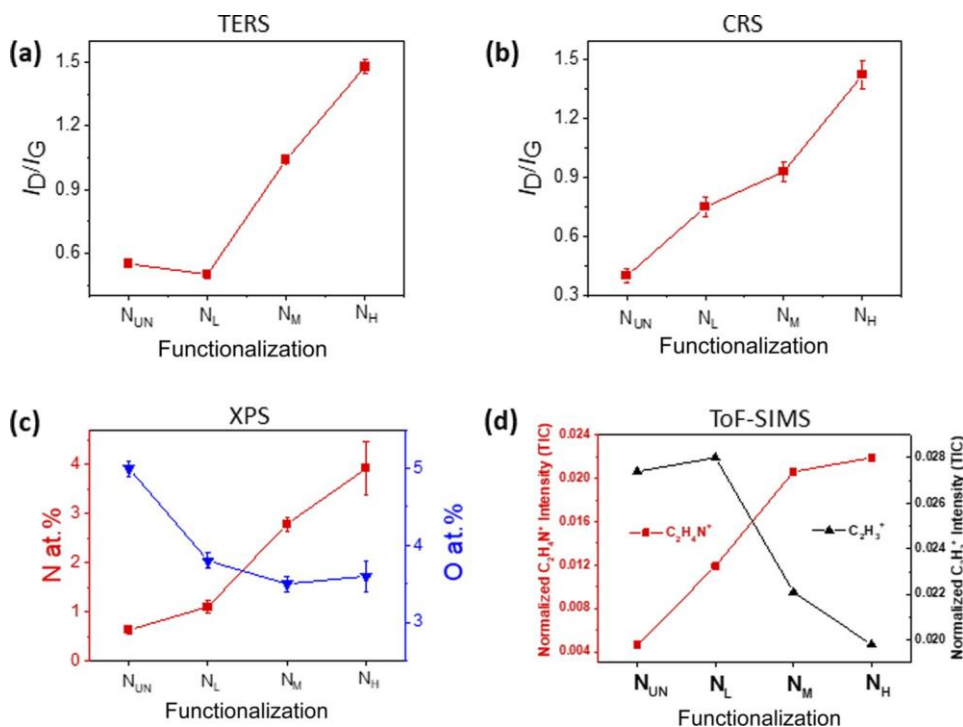 TERS
(a)
I_D/I_G
1.5
1.2
0.9
0.6
N_UN N_L N_M N_H
Functionalization
CRS
(b)
I_D/I_G
1.5
1.2
0.9
0.6
0.3
N_UN N_L N_M N_H
Functionalization
XPS
(c)
N at.%
4
3
2
1
0
5
4
3
O at.%
N_UN N_L N_M N_H
Functionalization
ToF-SIMS
(d)
Normalized C₂H₄N⁺ Intensity (TIC)
0.024
0.020
0.016
0.012
0.008
0.004
C₂H₄N⁺
C₂H₃⁺
0.028
0.026
0.024
0.022
0.020
Normalized C₂H₃⁺ Intensity (TIC)
N_UN N_L N_M N_H
Functionalization